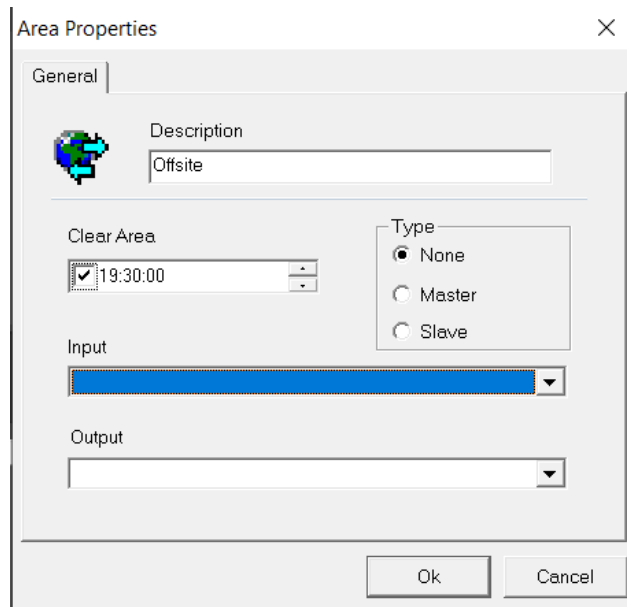 Area Properties
General
Description
Offsite
Clear Area
19:30:00
Type
None
Master
Slave
Input
Output
Ok
Cancel